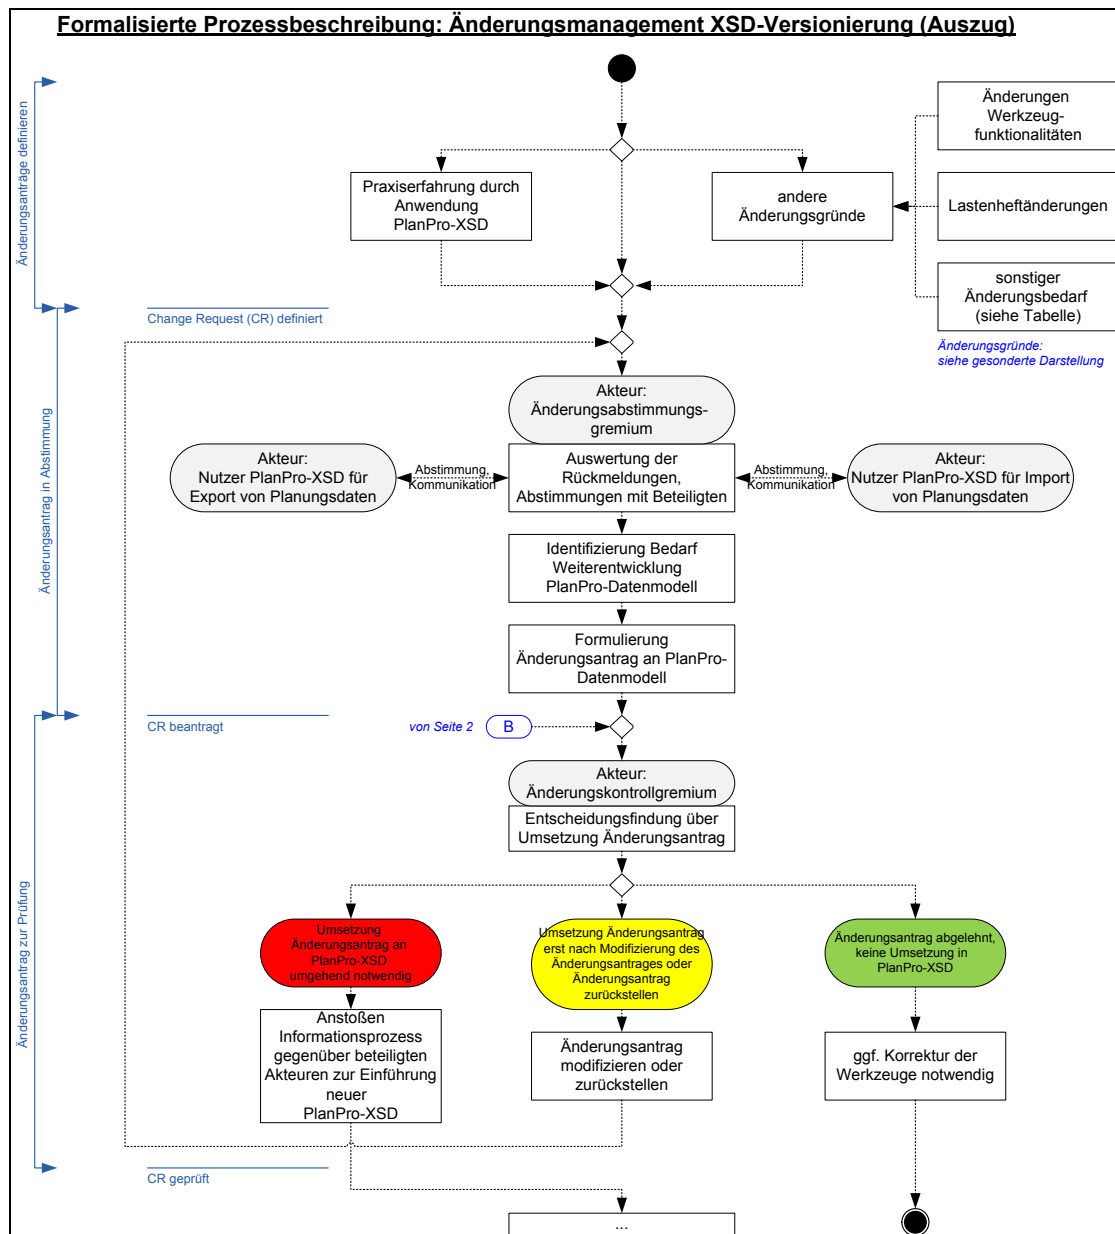 Formalisierte Prozessbeschreibung: Änderungsmanagement XSD-Versionierung (Auszug)
Änderungsanträge definieren
Änderungen
Werkzeug-
funktionalitäten
Praxiserfahrung durch
Anwendung
PlanPro-XSD
andere
Änderungsgründe
Lastenheftänderungen
sonstiger
Änderungsbedarf
(siehe Tabelle)
Änderungsgründe:
siehe gesonderte Darstellung
Change Request (CR) definiert
Änderungsantrag in Abstimmung
Akteur:
Änderungsabstimmungs-
gremium
Akteur:
Nutzer PlanPro-XSD für
Export von Planungsdaten
Abstimmung,
Kommunikation
Auswertung der
Rückmeldungen,
Abstimmungen mit Beteiligten
Abstimmung,
Kommunikation
Akteur:
Nutzer PlanPro-XSD für Import
von Planungsdaten
Identifizierung Bedarf
Weiterentwicklung
PlanPro-Datenmodell
Formulierung
Änderungsantrag an PlanPro-
Datenmodell
CR beantragt
von Seite 2
B
Änderungsantrag zur Prüfung
Akteur:
Änderungskontrollgremium
Entscheidungsfindung über
Umsetzung Änderungsantrag
Umsetzung
Änderungsantrag an
PlanPro-XSD
umgehend notwendig
Umsetzung Änderungsantrag
erst nach Modifizierung des
Änderungsantrages oder
Änderungsantrag
zurückstellen
Änderungsantrag abgelehnt,
keine Umsetzung in
PlanPro-XSD
Anstoßen
Informationsprozess
gegenüber beteiligten
Akteuren zur Einführung
neuer
PlanPro-XSD
Änderungsantrag
modifizieren oder
zurückstellen
ggf. Korrektur der
Werkzeuge notwendig
CR geprüft
...